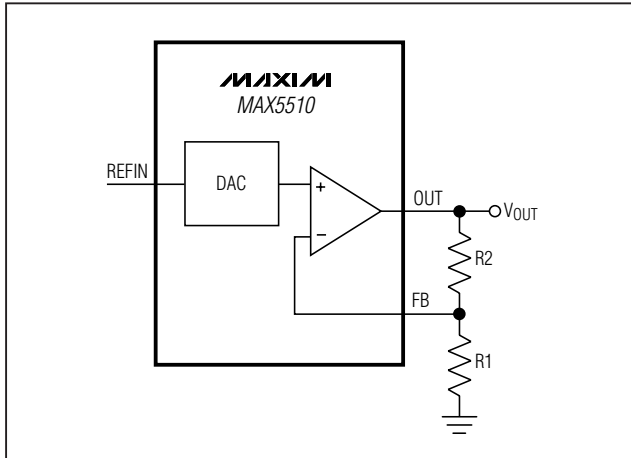 MAXIM
MAX5510
REFIN
DAC
+
−
OUT
VOUT
R2
FB
R1